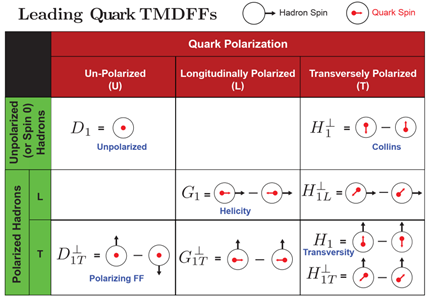 Leading Quark TMDFFs
Hadron Spin
Quark Spin
Quark Polarization
Un-Polarized
(U)
Longitudinally Polarized
(L)
Transversely Polarized
(T)
Unpolarized
(or Spin 0)
Hadrons
D₁ =
Unpolarized
H₁⊥ = −
Collins
Polarized Hadrons
L
G₁ = −
Helicity
H₁L⊥ = −
T
D₁T⊥ = −
Polarizing FF
G₁T⊥ = −
H₁ = −
Transversity
H₁T⊥ = −